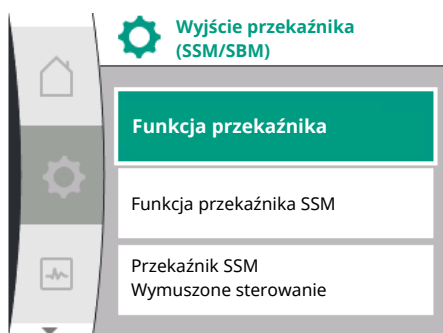 Wyjście przekaźnika
(SSM/SBM)
Funkcja przekaźnika
Funkcja przekaźnika SSM
Przekaźnik SSM
Wymuszone sterowanie